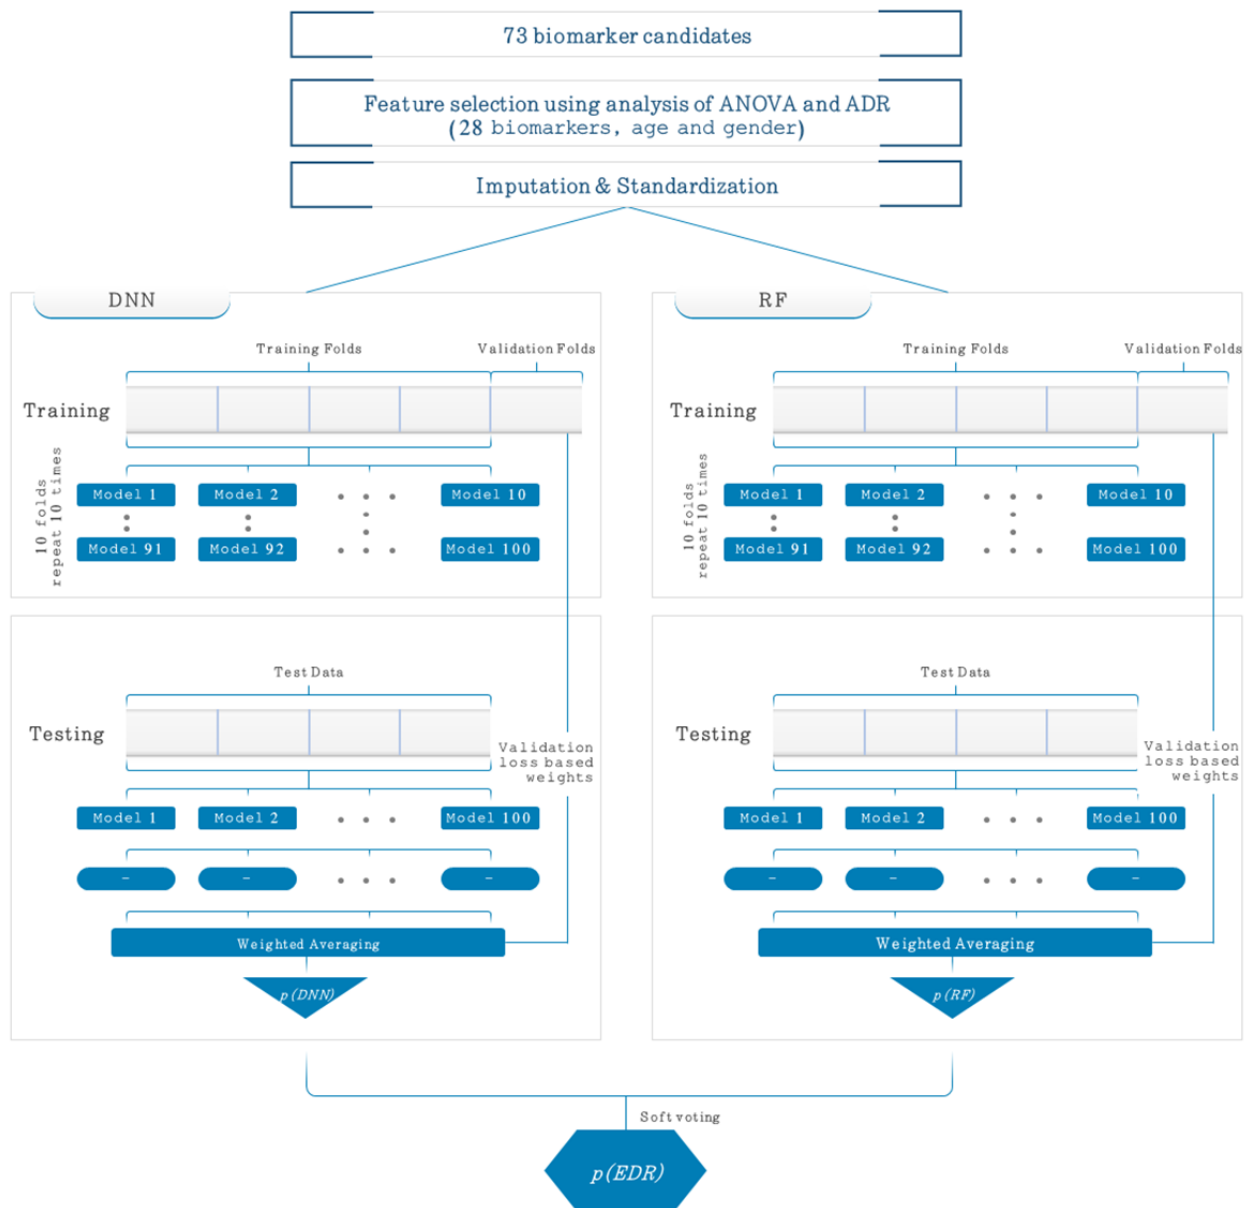 73 biomarker candidates
Feature selection using analysis of ANOVA and ADR
(28 biomarkers, age and gender)
Imputation & Standardization
DNN
Training Folds
Validation Folds
Training
10 folds
repeat 10 times
Model 1
Model 2
Model 10
Model 91
Model 92
Model 100
Test Data
Testing
Validation
loss based
weights
Model 1
Model 2
Model 100
–
–
–
Weighted Averaging
p(DNN)
RF
Training Folds
Validation Folds
Training
10 folds
repeat 10 times
Model 1
Model 2
Model 10
Model 91
Model 92
Model 100
Test Data
Testing
Validation
loss based
weights
Model 1
Model 2
Model 100
–
–
–
Weighted Averaging
p(RF)
Soft voting
p(EDR)